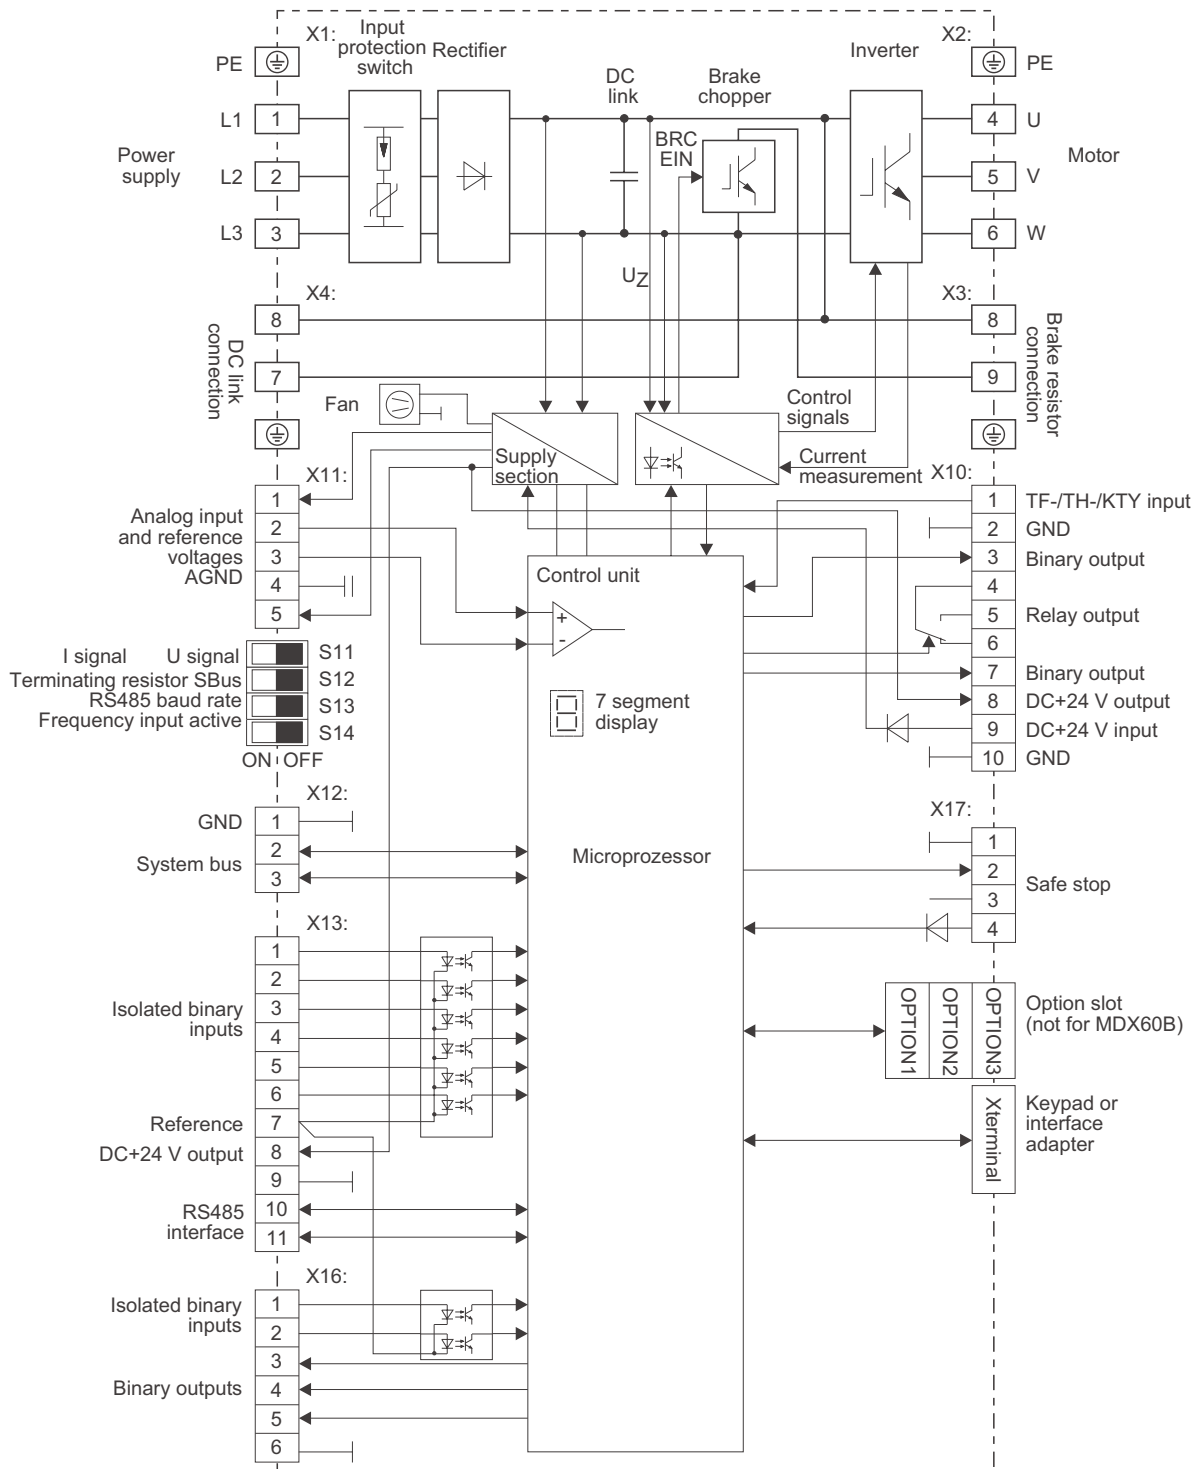 X1:
Input
protection
switch
Rectifier
Inverter
X2:
PE
PE
DC
link
Brake
chopper
L1
1
4
U
BRC
EIN
Power
supply
L2
2
5
V
Motor
L3
3
6
W
UZ
X4:
X3:
8
8
DC link
connection
Brake resistor
connection
7
9
Fan
Control
signals
Supply
section
Current
measurement
X11:
X10:
1
2
3
4
5
Analog input
and reference
voltages
AGND
1
TF-/TH-/KTY input
2
GND
3
Binary output
4
5
Relay output
6
7
Binary output
8
DC+24 V output
9
DC+24 V input
10
GND
Control unit
+
-
7 segment
display
I signal
U signal
S11
Terminating resistor SBus
S12
RS485 baud rate
S13
Frequency input active
S14
ON
OFF
X12:
GND
1
System bus
2
3
Microprozessor
X17:
1
2
3
4
Safe stop
X13:
1
2
3
4
5
6
Isolated binary
inputs
Reference
7
DC+24 V output
8
9
RS485
interface
10
11
OPTION1
OPTION2
OPTION3
Option slot
(not for MDX60B)
Xterminal
Keypad or
interface
adapter
X16:
Isolated binary
inputs
1
2
3
Binary outputs
4
5
6